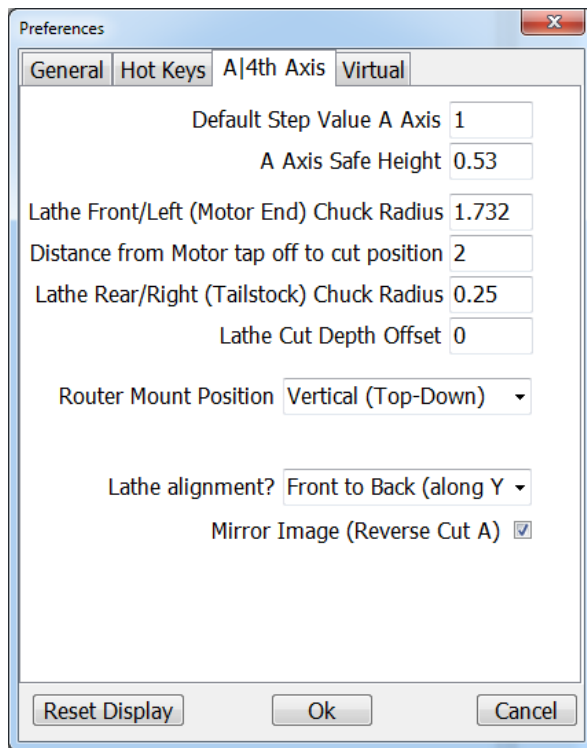 Preferences
General Hot Keys A|4th Axis Virtual
Default Step Value A Axis 1
A Axis Safe Height 0.53
Lathe Front/Left (Motor End) Chuck Radius 1.732
Distance from Motor tap off to cut position 2
Lathe Rear/Right (Tailstock) Chuck Radius 0.25
Lathe Cut Depth Offset 0
Router Mount Position Vertical (Top-Down)
Lathe alignment? Front to Back (along Y
Mirror Image (Reverse Cut A)
Reset Display Ok Cancel